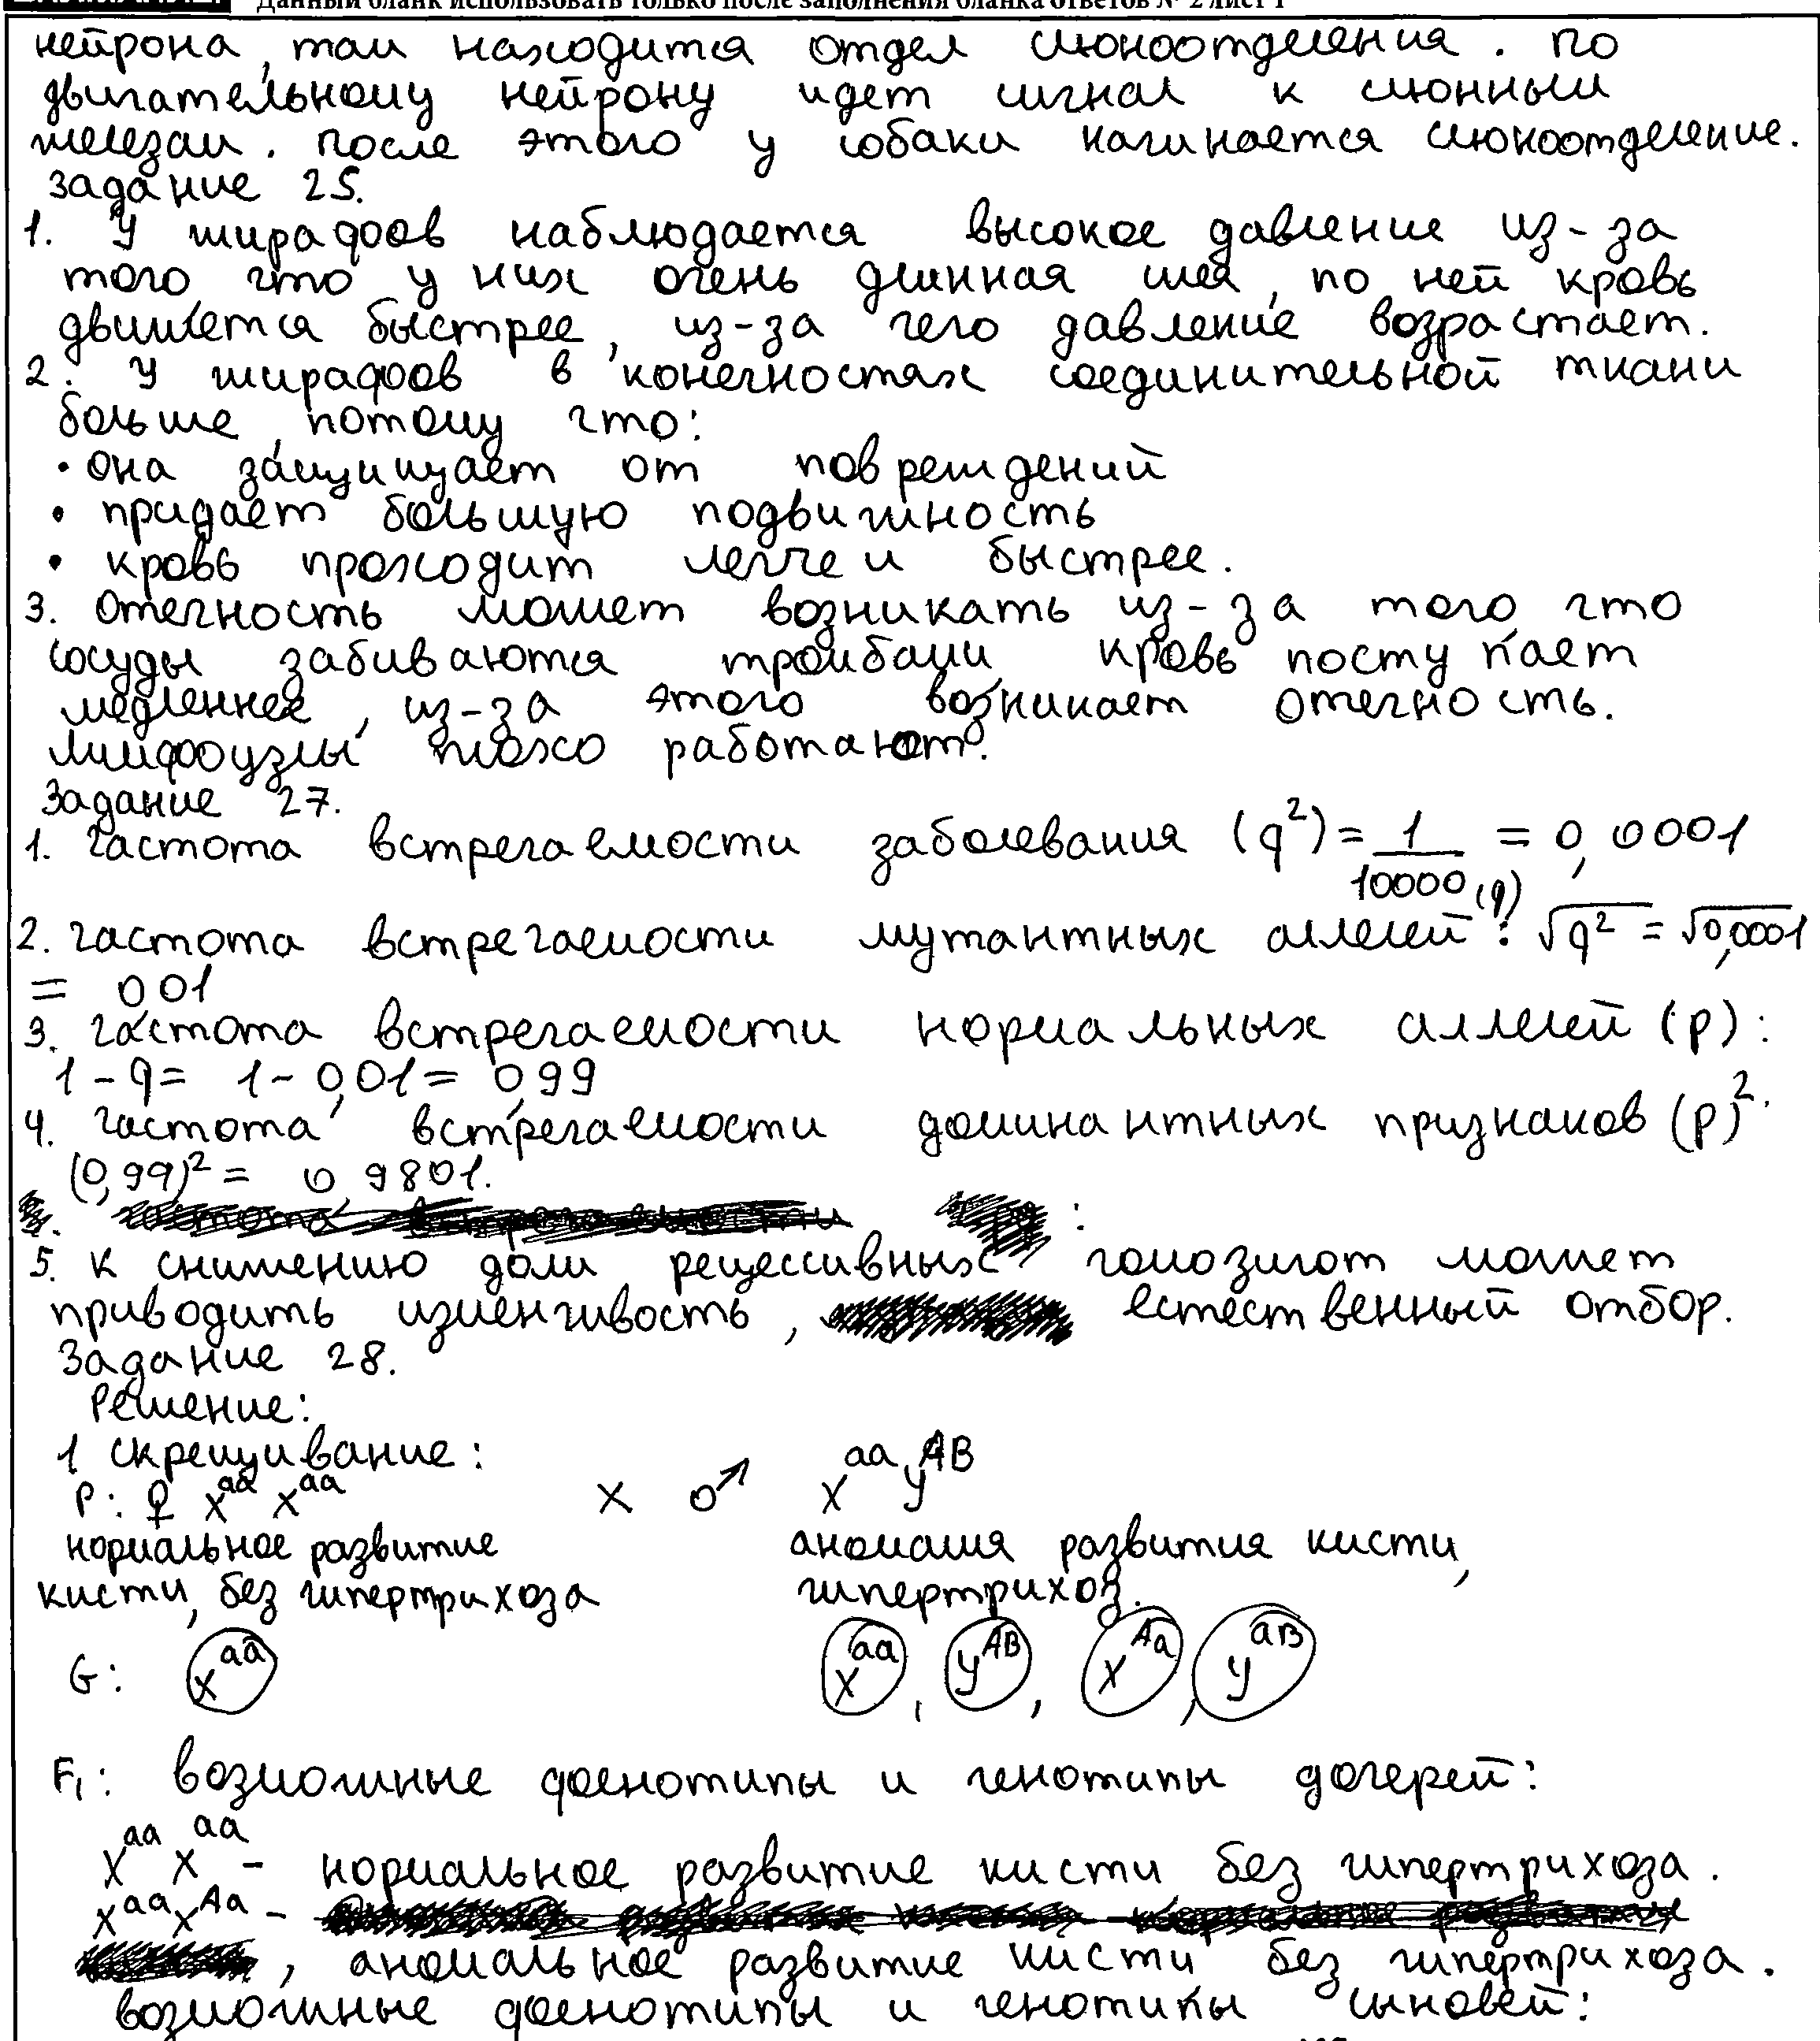 Данный бланк использовать только после заполнения бланка ответов № 2 лист 1
нейрона, там находится отдел слюноотделения. По
двигательному нейрону идет сигнал к слюнным
железам. После этого у собаки начинается слюноотделение.
Задание 25.
1. У жирафов наблюдается высокое давление из-за
того что у них очень длинная шея, по ней кровь
движется быстрее, из-за чего давление возрастает.
2. У жирафов в конечностях соединительной ткани
больше, потому что:
• она защищает от повреждений
• придает большую подвижность
• кровь проходит легче и быстрее.
3. Отечность может возникать из-за того что
сосуды забиваются тромбами, кровь поступает
медленнее, из-за этого возникает отечность.
Лимфоузлы плохо работают.
Задание 27.
1. Частота встречаемости заболевания (q²) = 1/10000 = 0,0001
2. Частота встречаемости мутантных аллелей (q): √q² = √0,0001
= 0,01
3. Частота встречаемости нормальных аллелей (p):
1 - q = 1 - 0,01 = 0,99
4. Частота встречаемости доминантных признаков (p)²:
(0,99)² = 0,9801.
5. К снижению доли рецессивных гомозигот может
приводить изменчивость, естественный отбор.
Задание 28.
Решение:
1 скрещивание:
P: ♀ X^aa X^aa x ♂ X^aa Y^AB
нормальное развитие аномалия развития кисти,
кисти, без гипертрихоза гипертрихоз.
G: X^aa X^aa, Y^AB, X^Aa, Y^aB
F₁: возможные фенотипы и генотипы дочерей:
X^aa X^aa - нормальное развитие кисти без гипертрихоза.
X^aa X^Aa -
, аномальное развитие кисти без гипертрихоза.
возможные фенотипы и генотипы сыновей: